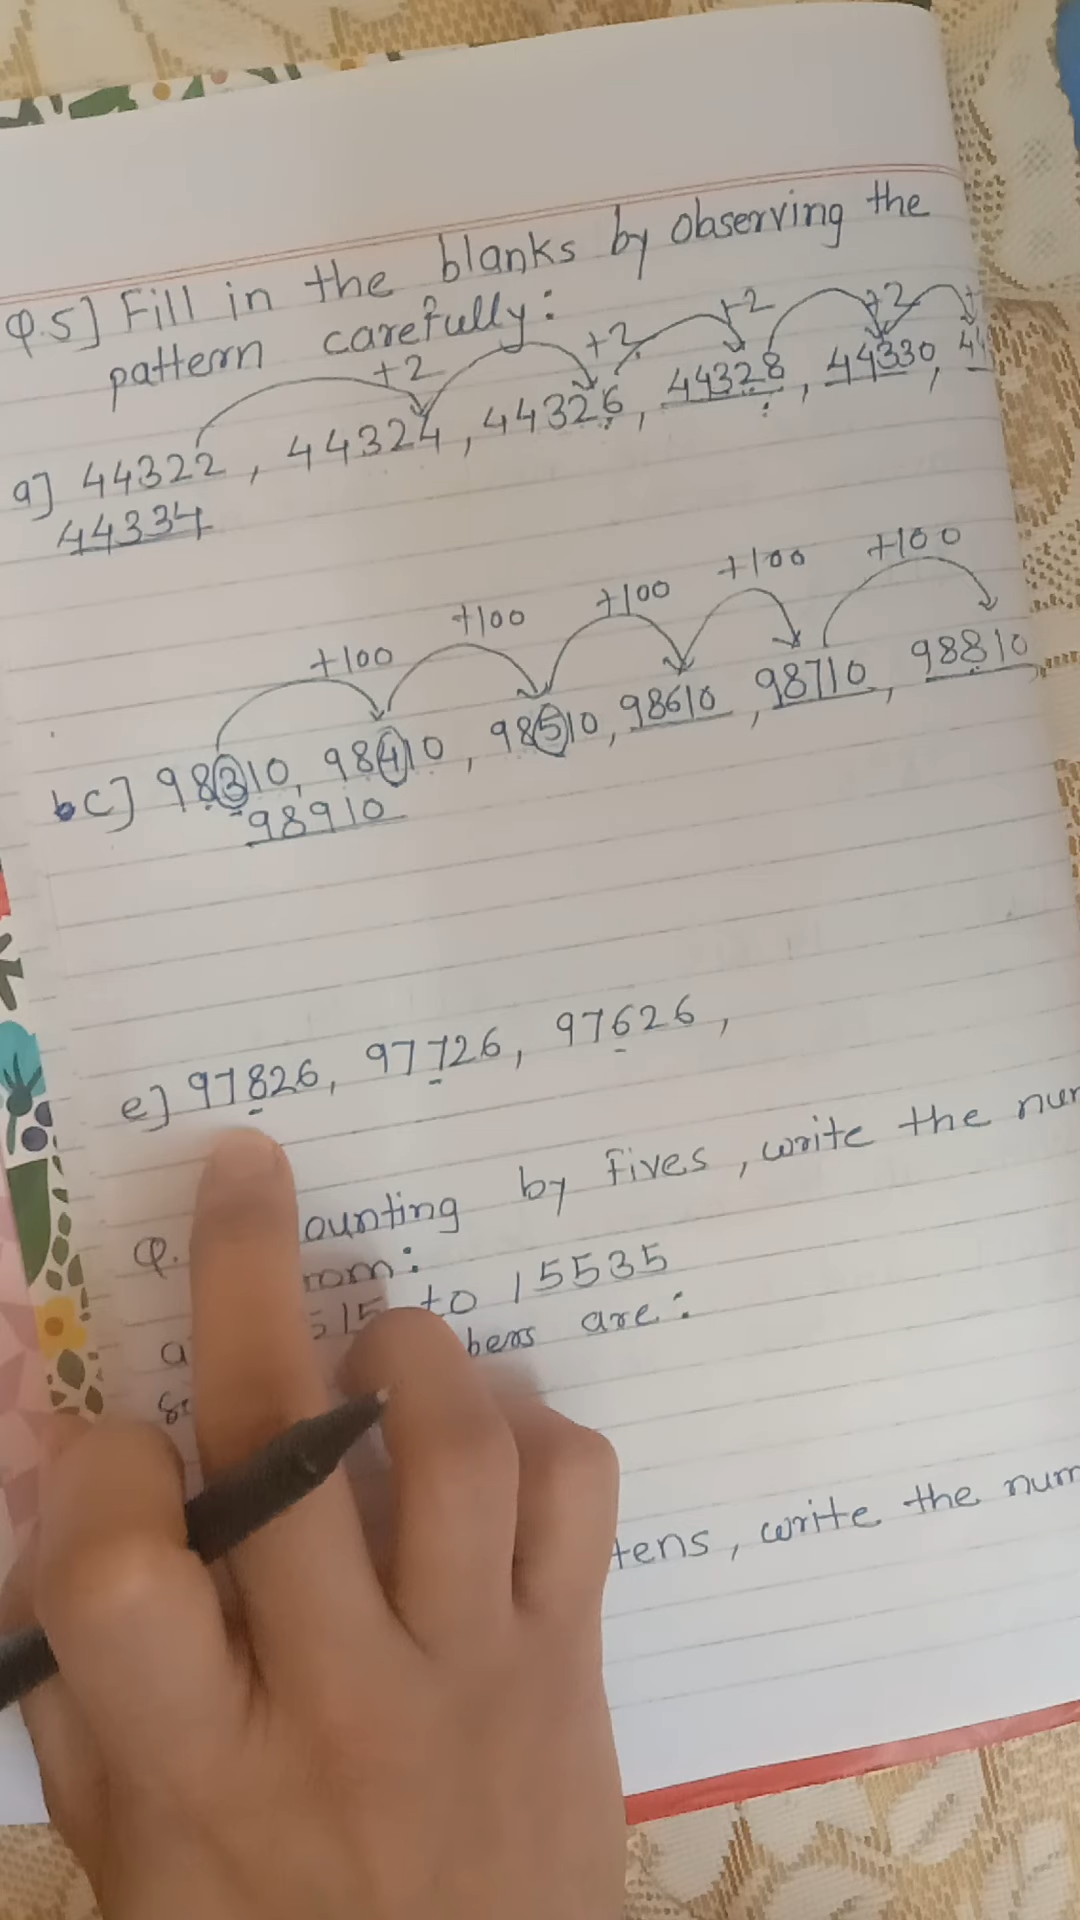 Q.5] Fill in the blanks by observing the
pattern carefully:
+2 +2 +2 +2
a] 44322, 44324, 44326, 44328, 44330,
44334
+100 +100 +100 +100 +100
bc] 98310, 98410, 98510, 98610, 98710, 98810
98910
e] 97826, 97726, 97626,
Q. ounting by fives, write the
rom:
a 515 to 15535
bers are:
tens, write the